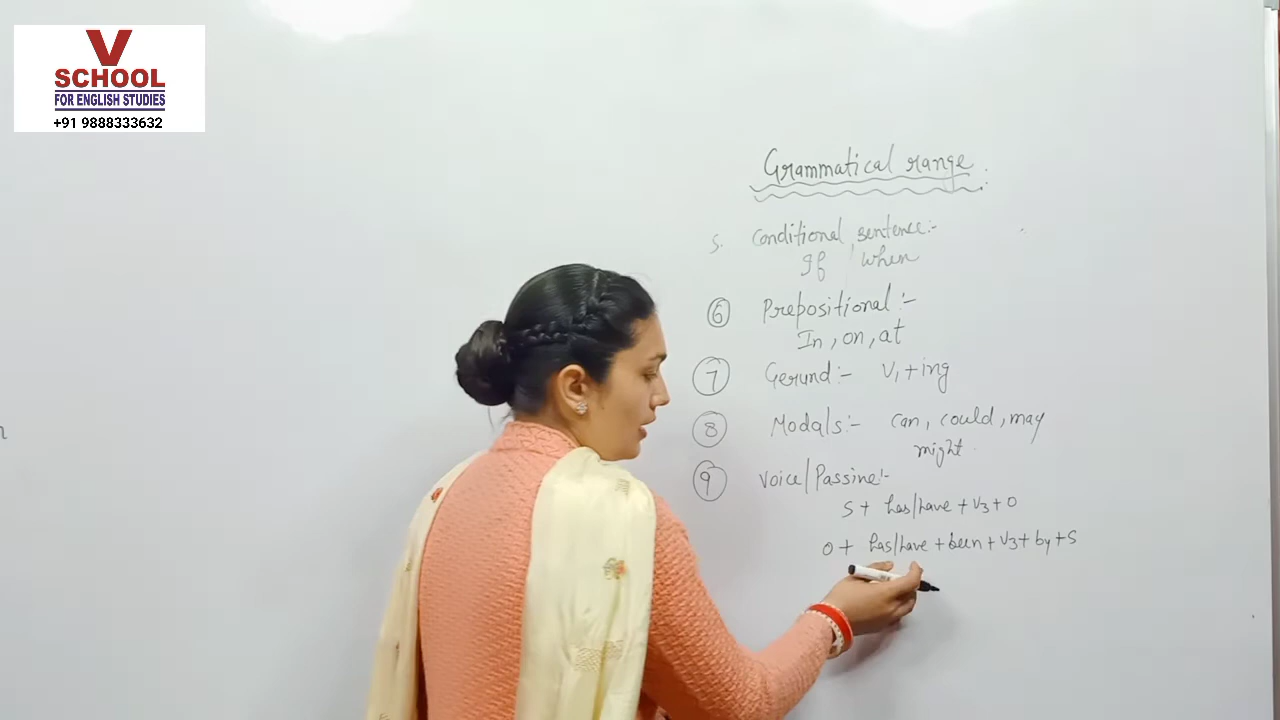 V
SCHOOL
FOR ENGLISH STUDIES
+91 9888333632
Grammatical range :
5. Conditional sentence:-
If / when
⑥ Prepositional :-
In, on, at
⑦ Gerund:- V₁ + ing
⑧ Modals:- can, could, may
might
⑨ Voice/Passive:-
S + has/have + V3 + O
O + has/have + been + V3 + by + S